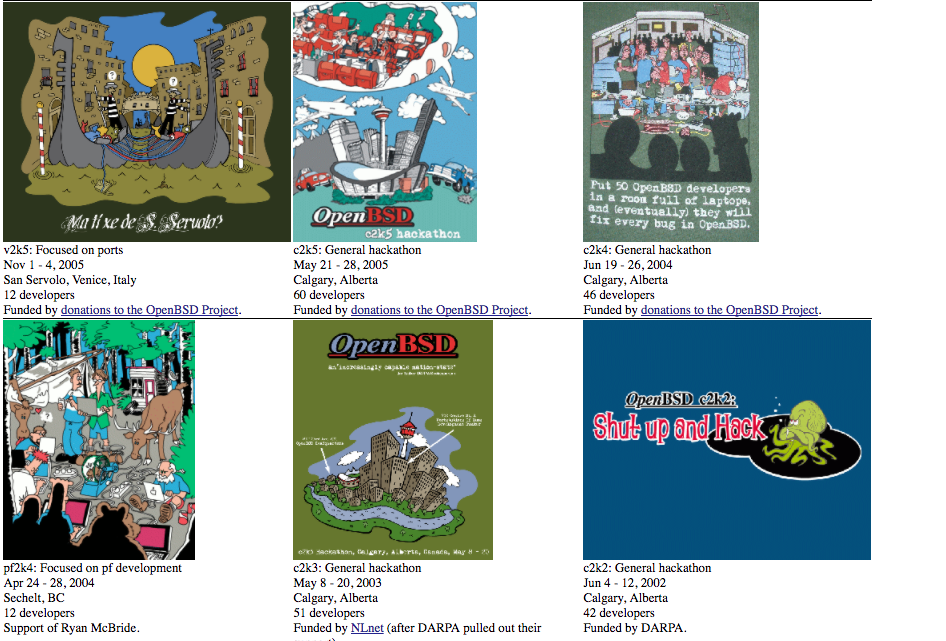 ?
?
Ma ti xe de S. Servolo?
v2k5: Focused on ports
Nov 1 - 4, 2005
San Servolo, Venice, Italy
12 developers
Funded by donations to the OpenBSD Project.
OpenBSD
c2k5 hackathon
c2k5: General hackathon
May 21 - 28, 2005
Calgary, Alberta
60 developers
Funded by donations to the OpenBSD Project.
Put 50 OpenBSD developers
in a room full of laptops,
and (eventually) they will
fix every bug in OpenBSD.
c2k4: General hackathon
Jun 19 - 26, 2004
Calgary, Alberta
46 developers
Funded by donations to the OpenBSD Project.
pf2k4: Focused on pf development
Apr 24 - 28, 2004
Sechelt, BC
12 developers
Support of Ryan McBride.
OpenBSD
an "increasingly capable nation-state"
c2k3 Hackathon, Calgary, Alberta, Canada, May 8 - 20
c2k3: General hackathon
May 8 - 20, 2003
Calgary, Alberta
51 developers
Funded by NLnet (after DARPA pulled out their
OpenBSD c2k2:
Shut up and Hack
c2k2: General hackathon
Jun 4 - 12, 2002
Calgary, Alberta
42 developers
Funded by DARPA.